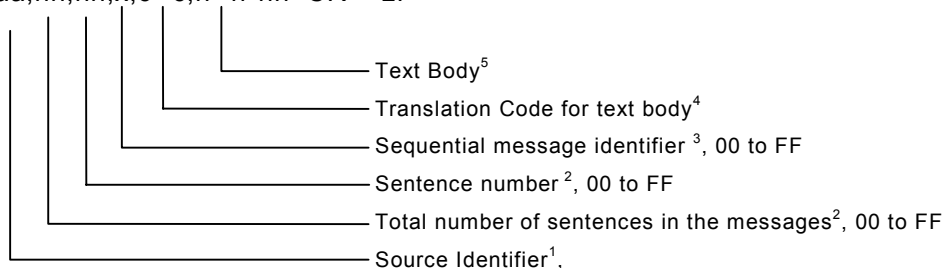 Text Body5
Translation Code for text body4
Sequential message identifier 3, 00 to FF
Sentence number 2, 00 to FF
Total number of sentences in the messages2, 00 to FF
Source Identifier1,